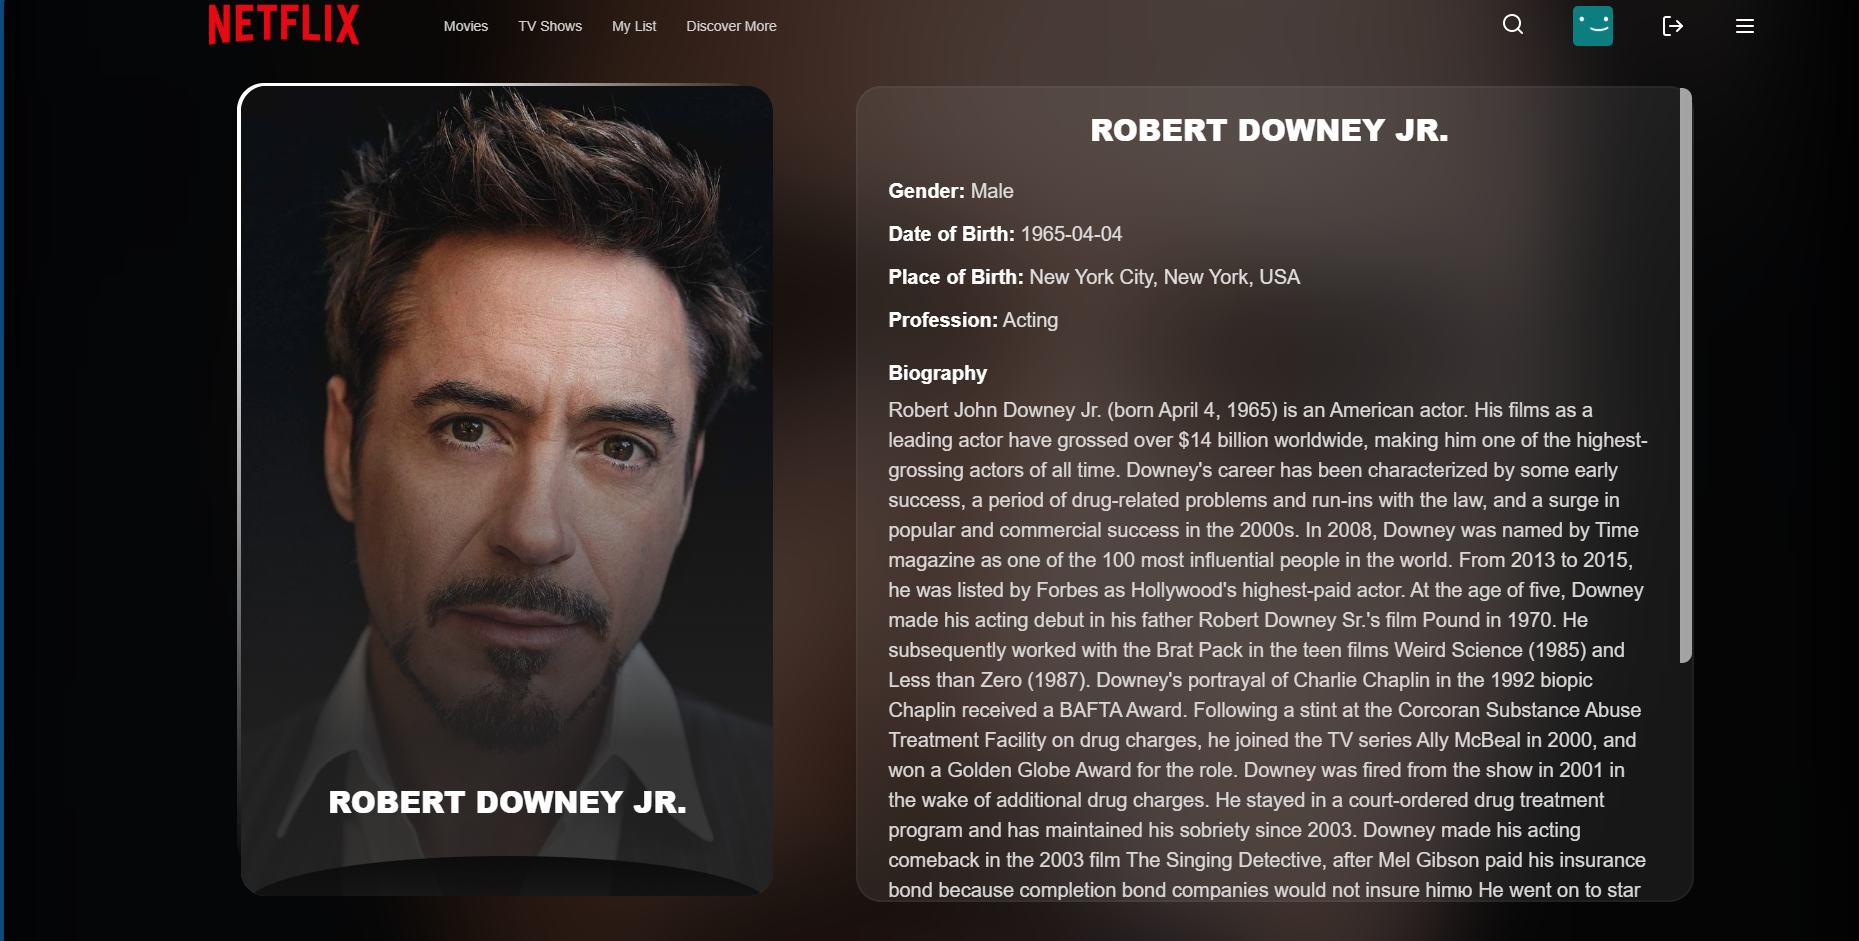 NETFLIX
Movies TV Shows My List Discover More
ROBERT DOWNEY JR.
ROBERT DOWNEY JR.
Gender: Male
Date of Birth: 1965-04-04
Place of Birth: New York City, New York, USA
Profession: Acting
Biography
Robert John Downey Jr. (born April 4, 1965) is an American actor. His films as a
leading actor have grossed over $14 billion worldwide, making him one of the highest-
grossing actors of all time. Downey's career has been characterized by some early
success, a period of drug-related problems and run-ins with the law, and a surge in
popular and commercial success in the 2000s. In 2008, Downey was named by Time
magazine as one of the 100 most influential people in the world. From 2013 to 2015,
he was listed by Forbes as Hollywood's highest-paid actor. At the age of five, Downey
made his acting debut in his father Robert Downey Sr.'s film Pound in 1970. He
subsequently worked with the Brat Pack in the teen films Weird Science (1985) and
Less than Zero (1987). Downey's portrayal of Charlie Chaplin in the 1992 biopic
Chaplin received a BAFTA Award. Following a stint at the Corcoran Substance Abuse
Treatment Facility on drug charges, he joined the TV series Ally McBeal in 2000, and
won a Golden Globe Award for the role. Downey was fired from the show in 2001 in
the wake of additional drug charges. He stayed in a court-ordered drug treatment
program and has maintained his sobriety since 2003. Downey made his acting
comeback in the 2003 film The Singing Detective, after Mel Gibson paid his insurance
bond because completion bond companies would not insure himю He went on to star